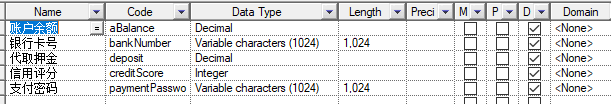 Name Code Data Type Length Preci M P D Domain
账户余额 = aBalance Decimal <None>
银行卡号 bankNumber Variable characters (1024) 1,024 <None>
代取押金 deposit Decimal <None>
信用评分 creditScore Integer <None>
支付密码 paymentPasswo Variable characters (1024) 1,024 <None>